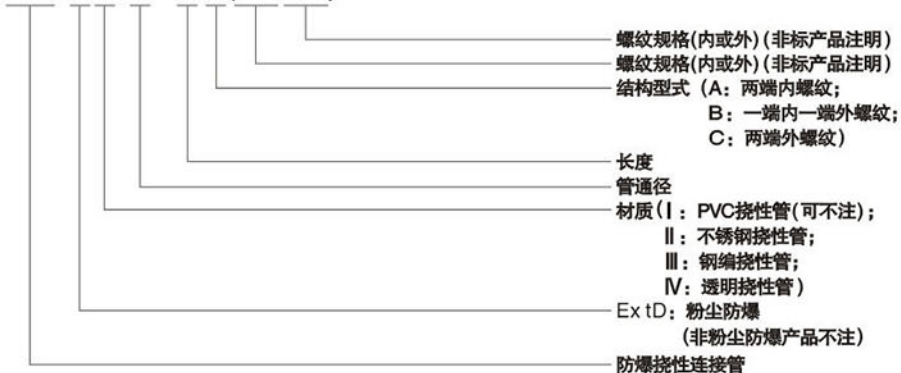 螺纹规格(内或外)(非标产品注明)
螺纹规格(内或外)(非标产品注明)
结构型式（A：两端内螺纹；
B：一端内一端外螺纹；
C：两端外螺纹）
长度
管通径
材质(Ⅰ：PVC挠性管(可不注)；
Ⅱ：不锈钢挠性管；
Ⅲ：钢编挠性管；
Ⅳ：透明挠性管）
Ex tD：粉尘防爆
(非粉尘防爆产品不注）
防爆挠性连接管